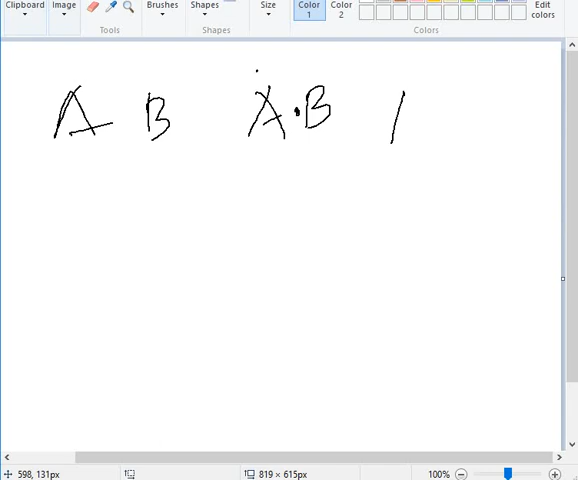 Clipboard Image Brushes Shapes Size Color 1 Color 2 Edit colors
Tools Shapes Colors
A B A·B
598, 131px 819 × 615px 100%